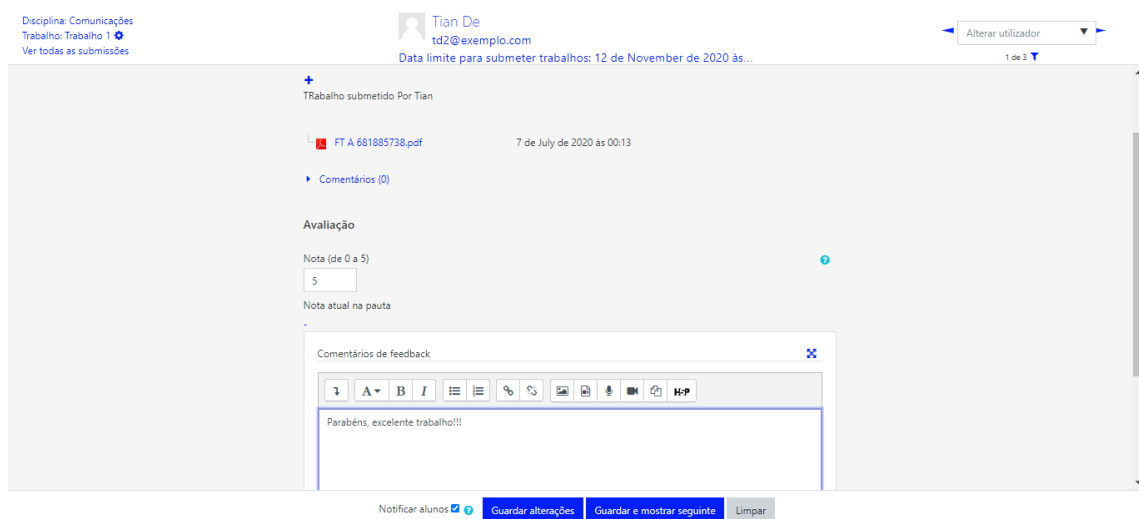 Disciplina: Comunicações
Trabalho: Trabalho 1
Ver todas as submissões
Tian De
td2@exemplo.com
Data limite para submeter trabalhos: 12 de November de 2020 às...
Alterar utilizador
1 de 3
TRabalho submetido Por Tian
FT A 681885738.pdf 7 de July de 2020 às 00:13
Comentários (0)
Avaliação
Nota (de 0 a 5)
5
Nota atual na pauta
-
Comentários de feedback
A B I H-P
Parabéns, excelente trabalho!!!
Notificar alunos Guardar alterações Guardar e mostrar seguinte Limpar